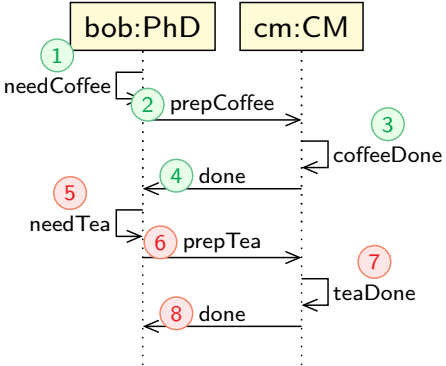 bob:PhD cm:CM
1
needCoffee
2 prepCoffee
3
coffeeDone
4 done
5
needTea
6 prepTea
7
teaDone
8 done